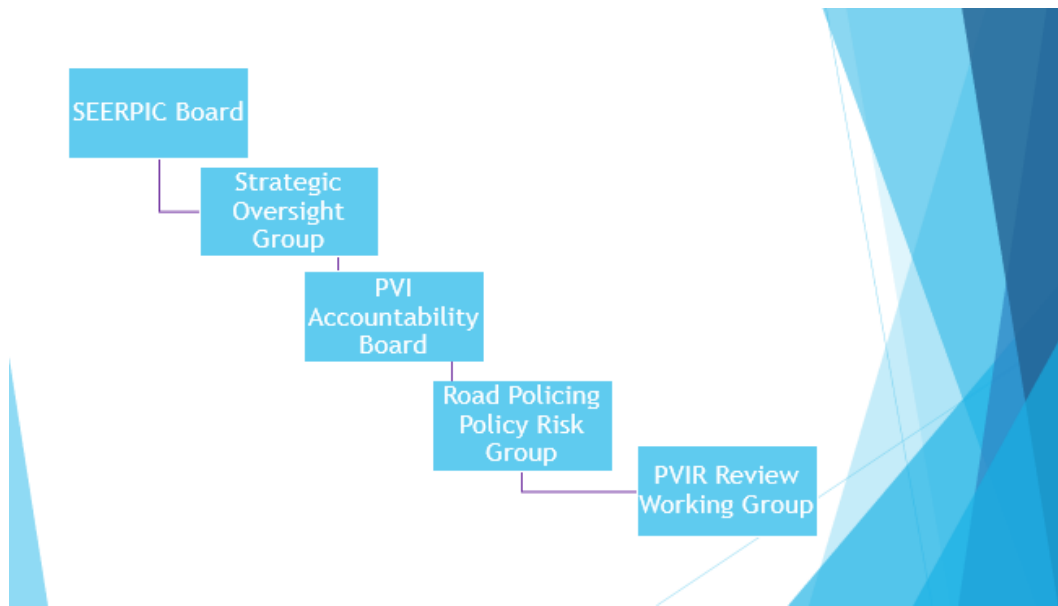 SEERPIC Board
Strategic
Oversight
Group
PVI
Accountability
Board
Road Policing
Policy Risk
Group
PVIR Review
Working Group